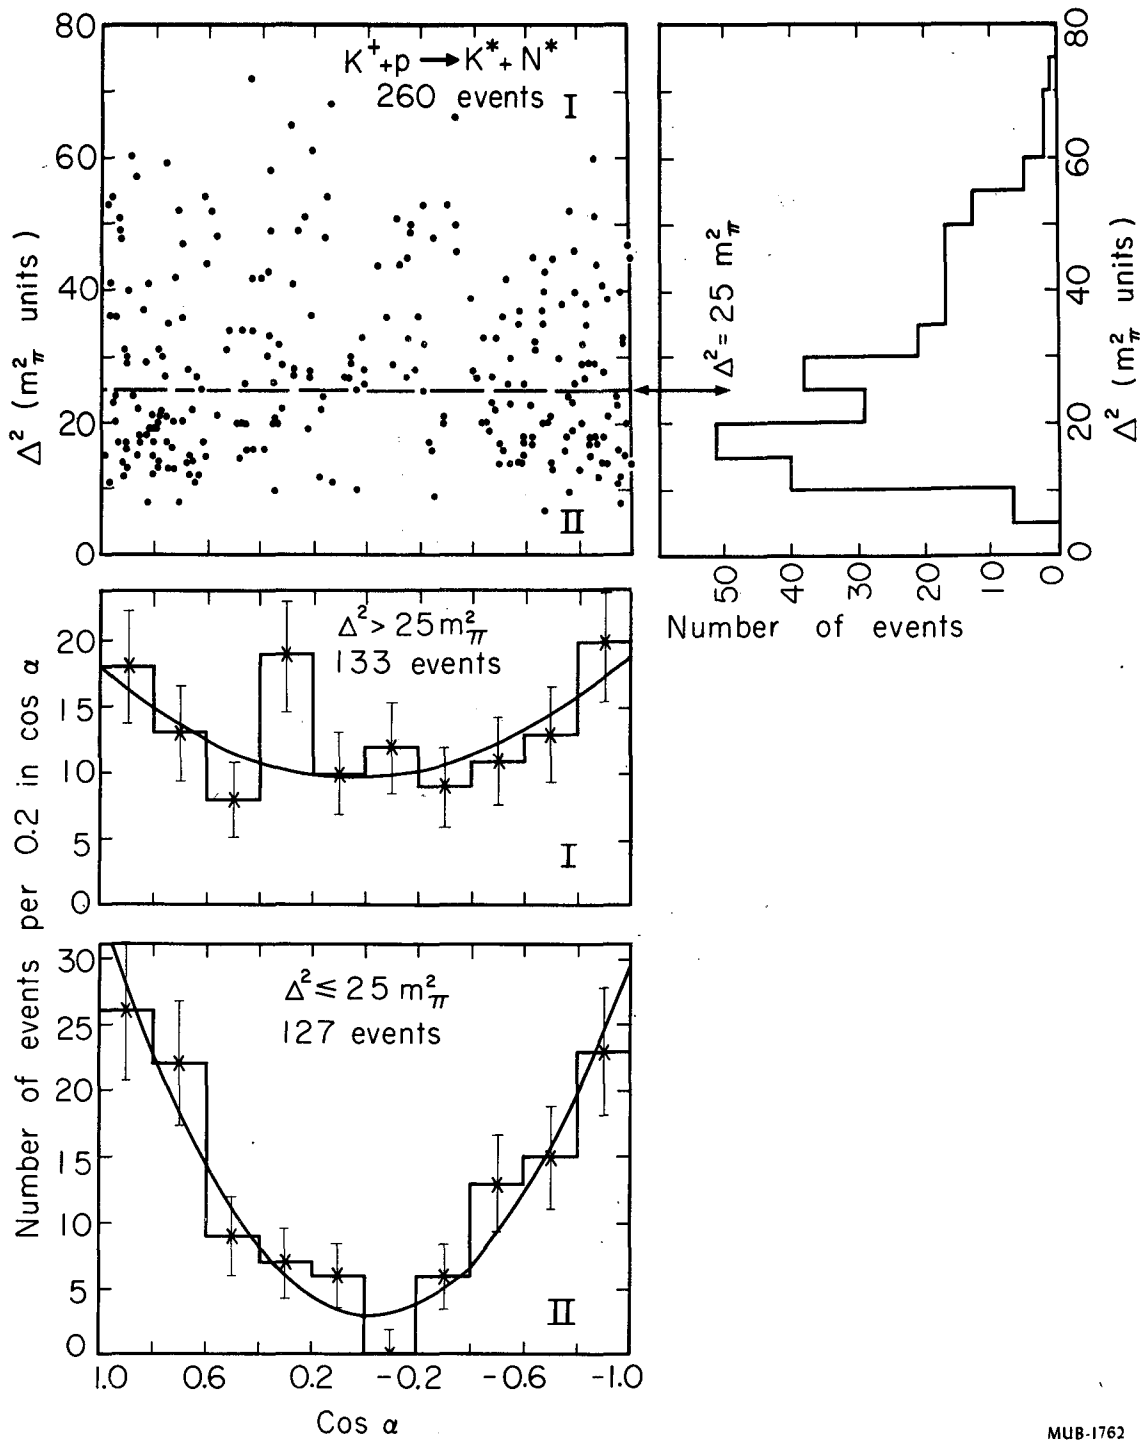 80
60
40
20
0
Δ² (m²π units)
K⁺+p → K*+ N*
260 events
I
II
Δ² = 25 m²π
80
60
40
20
0
Δ² (m²π units)
50
40
30
20
10
0
Number of events
20
15
10
5
0
Δ² > 25 m²π
133 events
I
Number of events per 0.2 in cos α
30
25
20
15
10
5
0
Δ² ≤ 25 m²π
127 events
II
1.0 0.6 0.2 -0.2 -0.6 -1.0
Cos α
MUB-1762